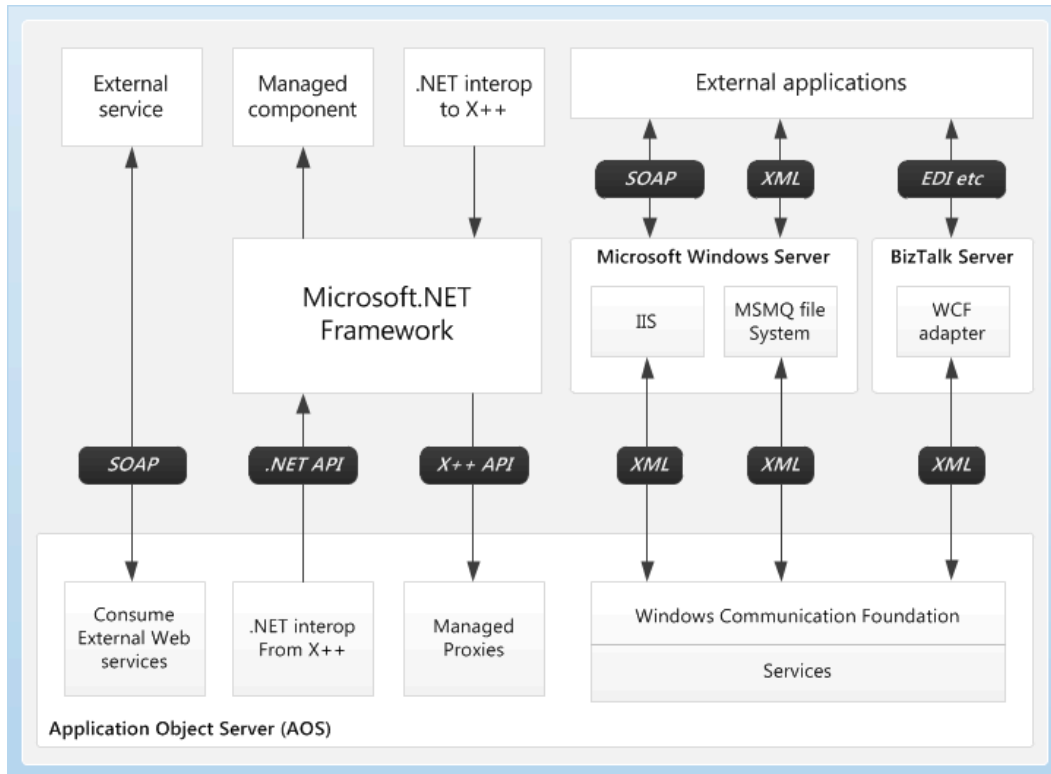 External
service
Managed
component
.NET interop
to X++
External applications
SOAP
XML
EDI etc
Microsoft Windows Server
BizTalk Server
Microsoft.NET
Framework
IIS
MSMQ file
System
WCF
adapter
SOAP
.NET API
X++ API
XML
XML
XML
Consume
External Web
services
.NET interop
From X++
Managed
Proxies
Windows Communication Foundation
Services
Application Object Server (AOS)